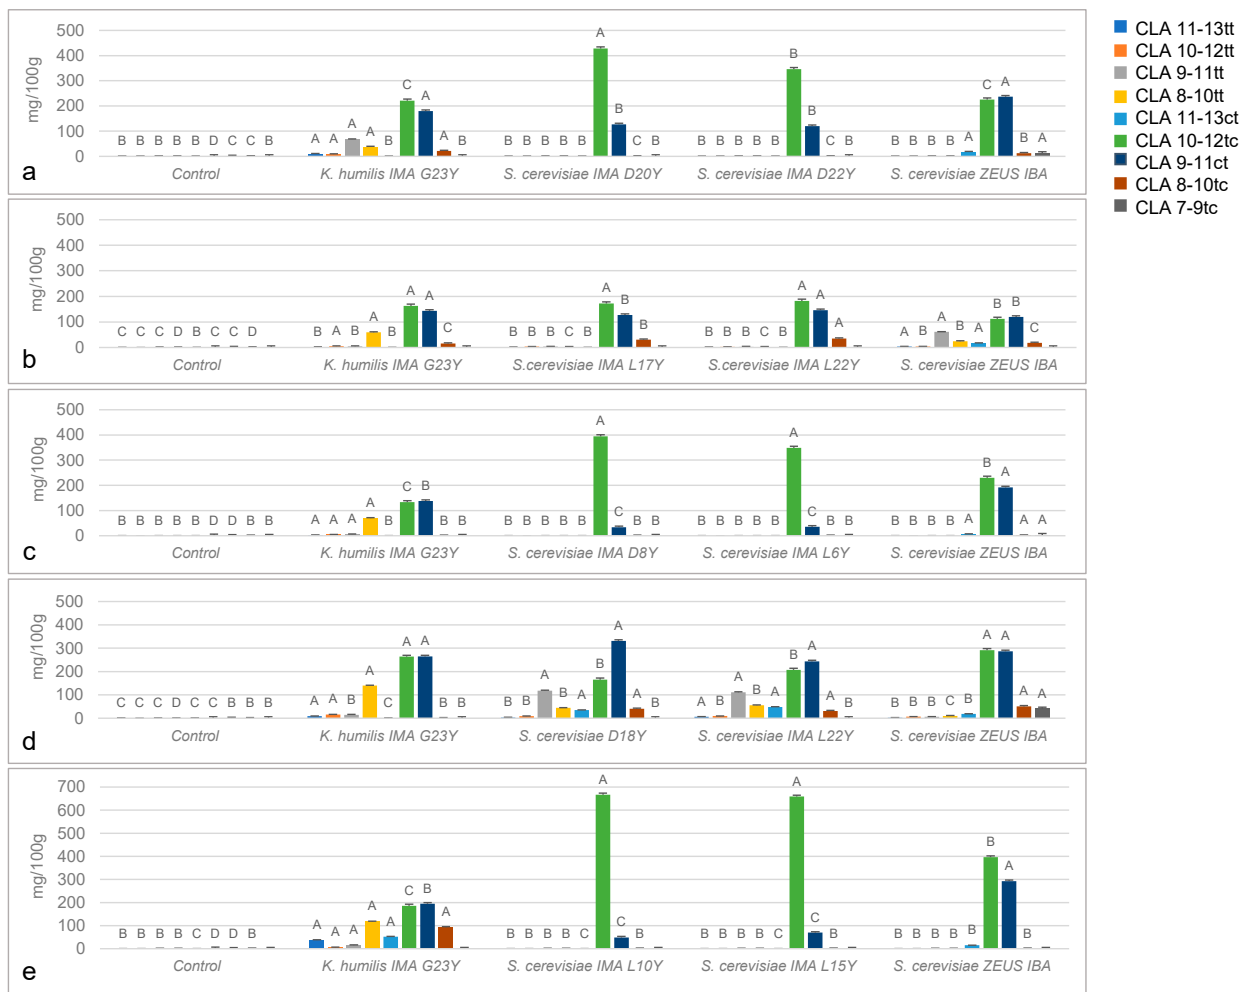 500
400
300
200
100
0
mg/100g
a
B B B B B D C C B
A A A A B C A A B
B B B B B A B C B
B B B B B B B C B
B B B B A C A B A
Control
K. humilis IMA G23Y
S. cerevisiae IMA D20Y
S. cerevisiae IMA D22Y
S. cerevisiae ZEUS IBA
CLA 11-13tt
CLA 10-12tt
CLA 9-11tt
CLA 8-10tt
CLA 11-13ct
CLA 10-12tc
CLA 9-11ct
CLA 8-10tc
CLA 7-9tc
500
400
300
200
100
0
mg/100g
b
C C C D B C C D
B A B A B A A C
B B B C B A B B
B B B C B A A A
A B A B A B B C
Control
K. humilis IMA G23Y
S.cerevisiae IMA L17Y
S.cerevisiae IMA L22Y
S. cerevisiae ZEUS IBA
500
400
300
200
100
0
mg/100g
c
B B B B B D D B B
A A A A B C B B B
B B B B B A C B B
B B B B B A C B B
B B B B A B A A A
Control
K. humilis IMA G23Y
S. cerevisiae IMA D8Y
S. cerevisiae IMA L6Y
S. cerevisiae ZEUS IBA
500
400
300
200
100
0
mg/100g
d
C C C D C C B B B
A A B A C A A B B
B B A B A B A A B
A B A B A B A A B
B B B C B A A A A
Control
K. humilis IMA G23Y
S. cerevisiae D18Y
S. cerevisiae IMA L22Y
S. cerevisiae ZEUS IBA
700
600
500
400
300
200
100
0
mg/100g
e
B B B B C D D B
A A A A A C B A
B B B B C A C B
B B B B C A C B
B B B B B B A B
Control
K. humilis IMA G23Y
S. cerevisiae IMA L10Y
S. cerevisiae IMA L15Y
S. cerevisiae ZEUS IBA